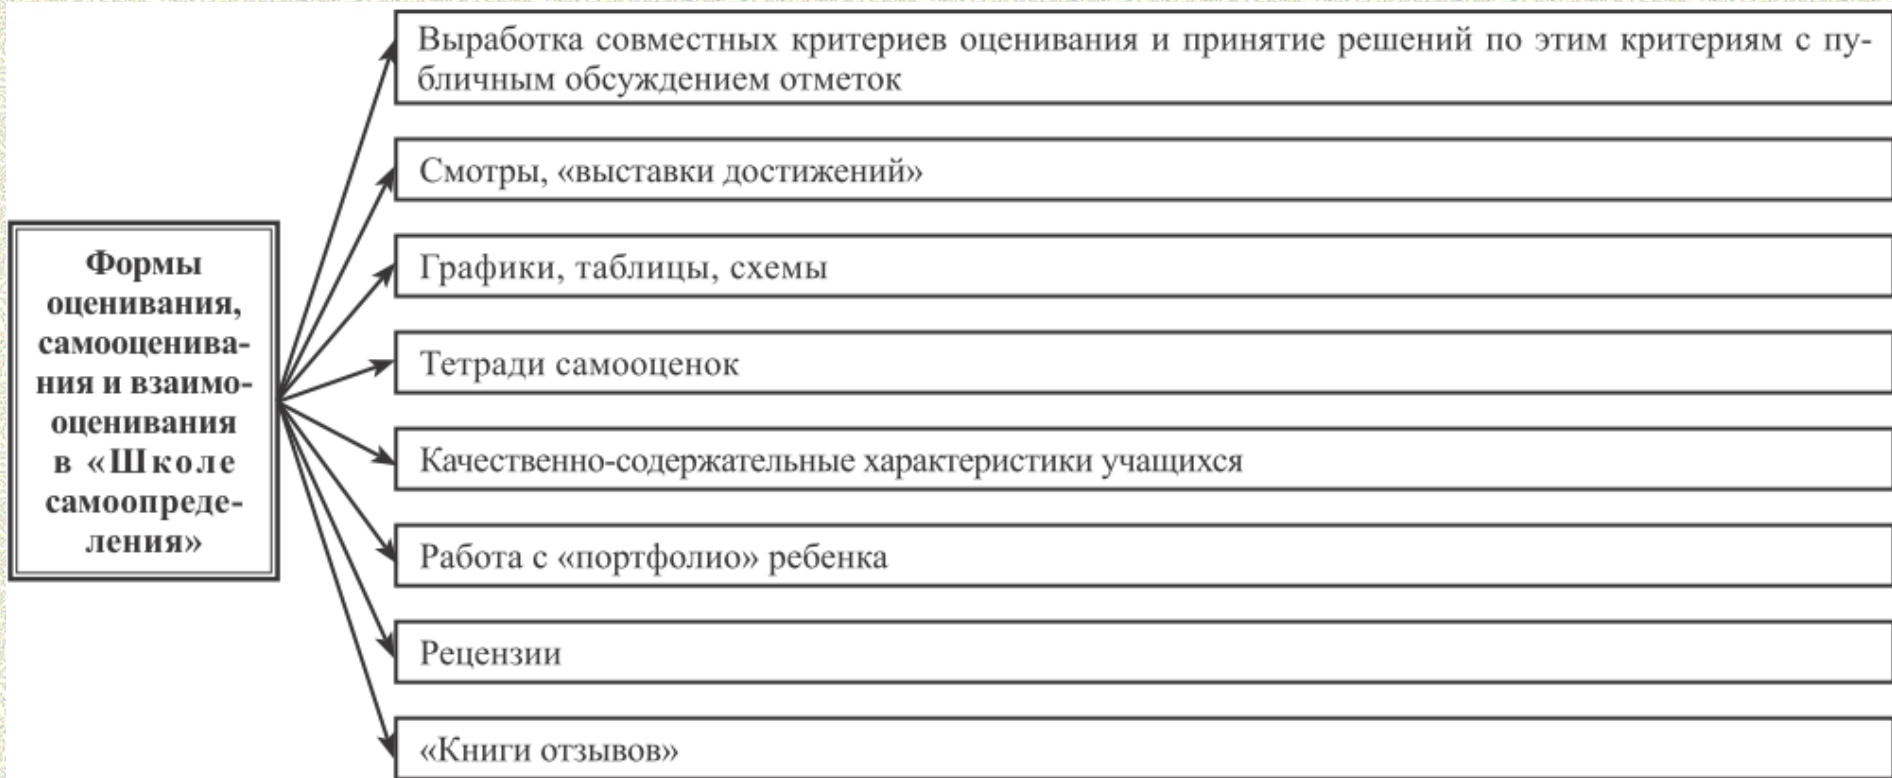 Формы
оценивания,
самооценива-
ния и взаимо-
оценивания
в «Школе
самоопреде-
ления»
Выработка совместных критериев оценивания и принятие решений по этим критериям с пу-
бличным обсуждением отметок
Смотры, «выставки достижений»
Графики, таблицы, схемы
Тетради самооценок
Качественно-содержательные характеристики учащихся
Работа с «портфолио» ребенка
Рецензии
«Книги отзывов»